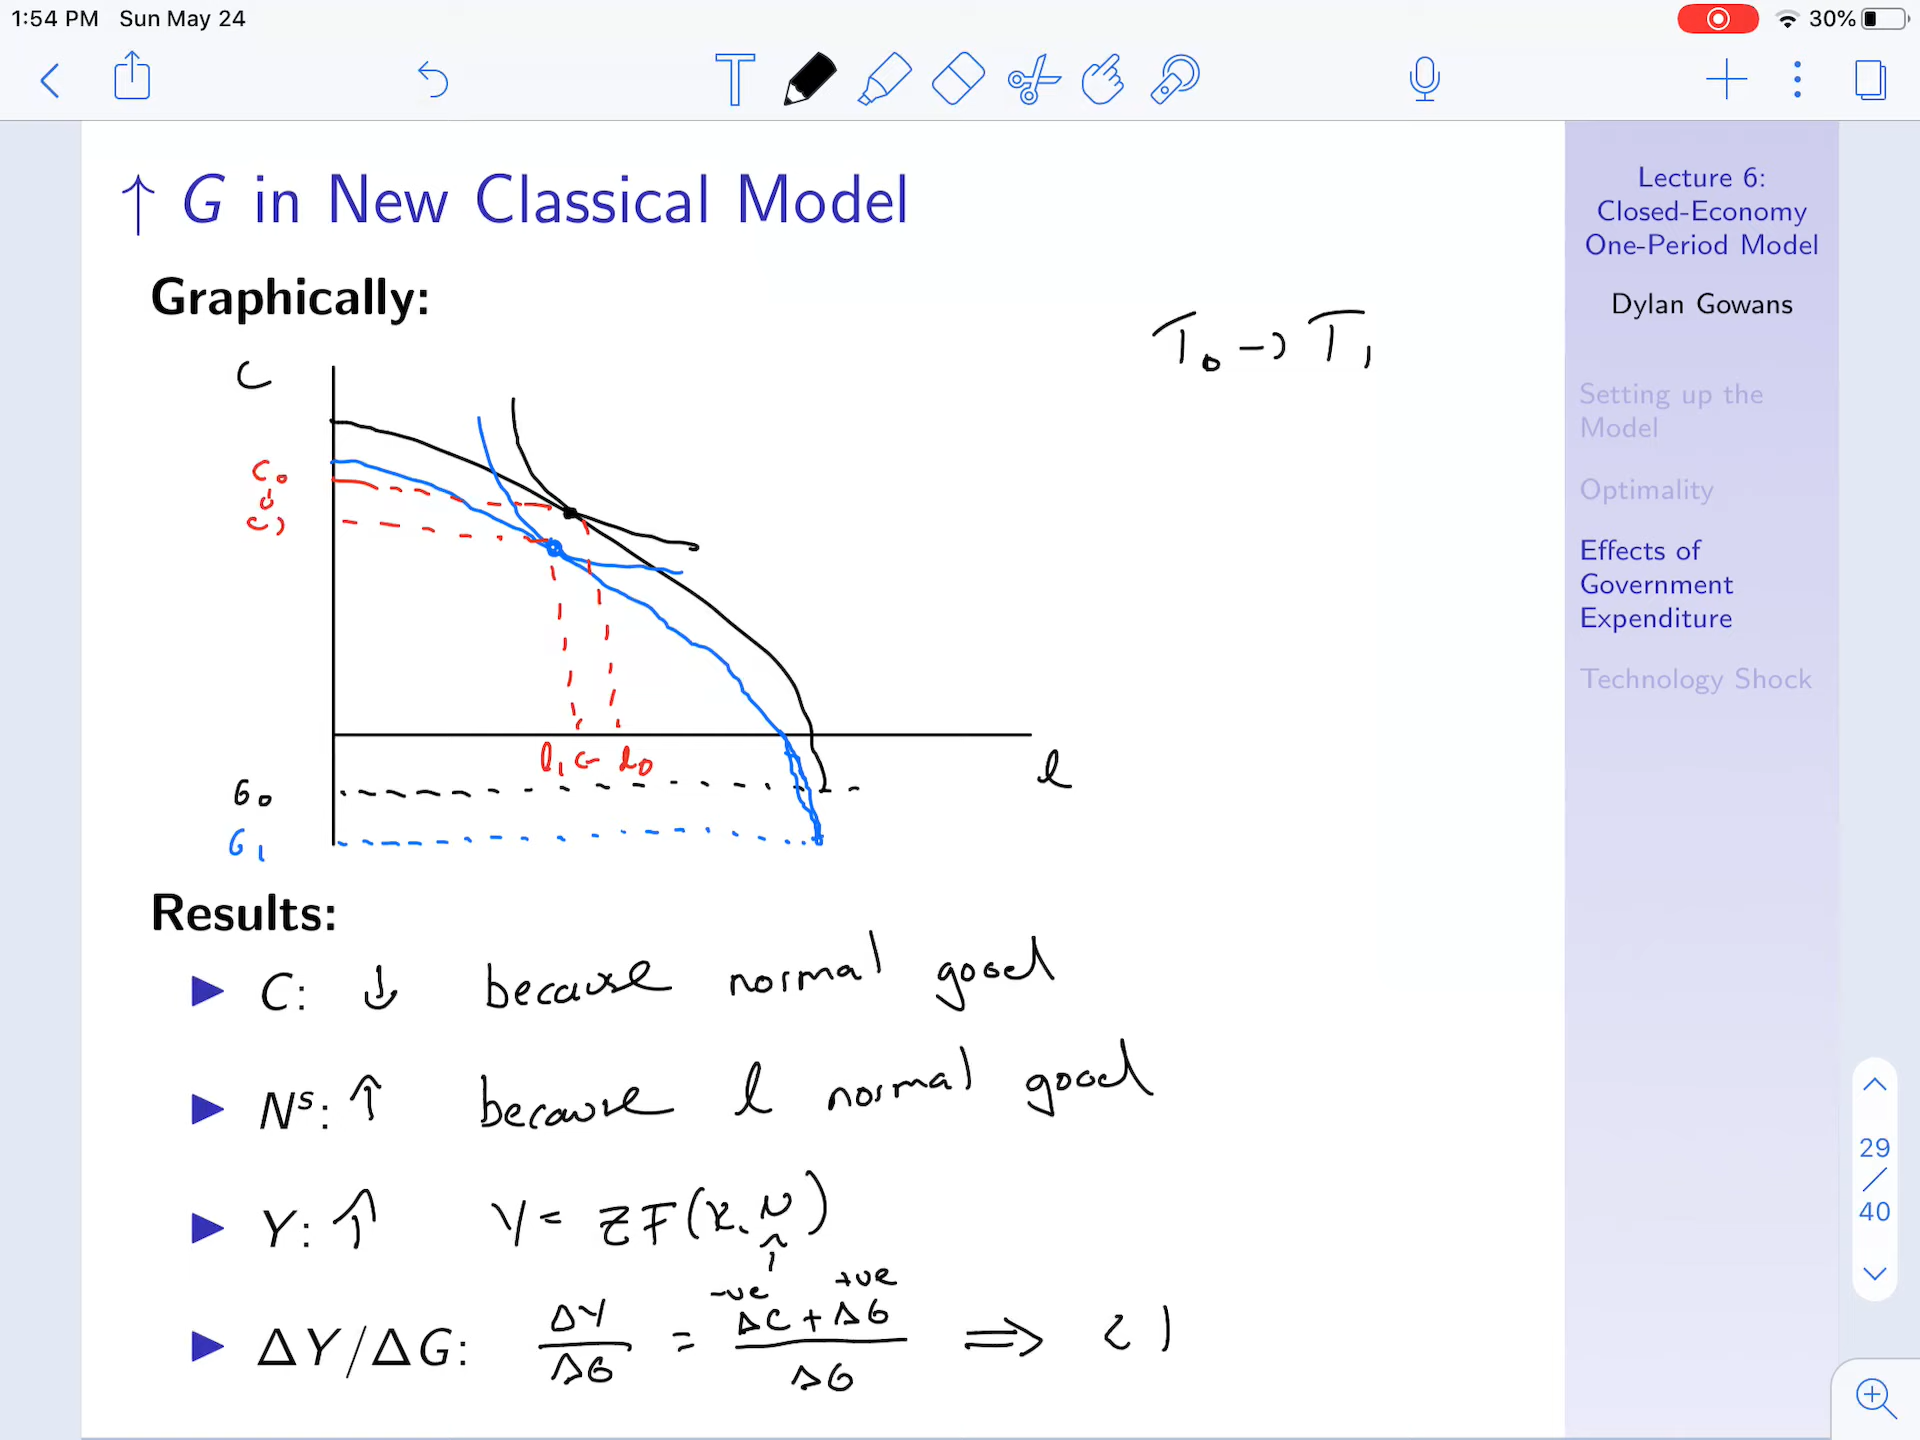 1:54 PM Sun May 24
30%
↑ G in New Classical Model
Graphically:
T₀ → T₁
C
C₀
↓
C₁
l₁ ← l₀
l
G₀
G₁
Results:
▶ C: ↓ because normal good
▶ Nˢ: ↑ because l normal good
▶ Y: ↑ Y = zF(K, N)
↑
-ve +ve
▶ ΔY/ΔG: ΔY/ΔG = (ΔC + ΔG)/ΔG ⇒ < 1
Lecture 6:
Closed-Economy
One-Period Model
Dylan Gowans
Setting up the
Model
Optimality
Effects of
Government
Expenditure
Technology Shock
29
/
40